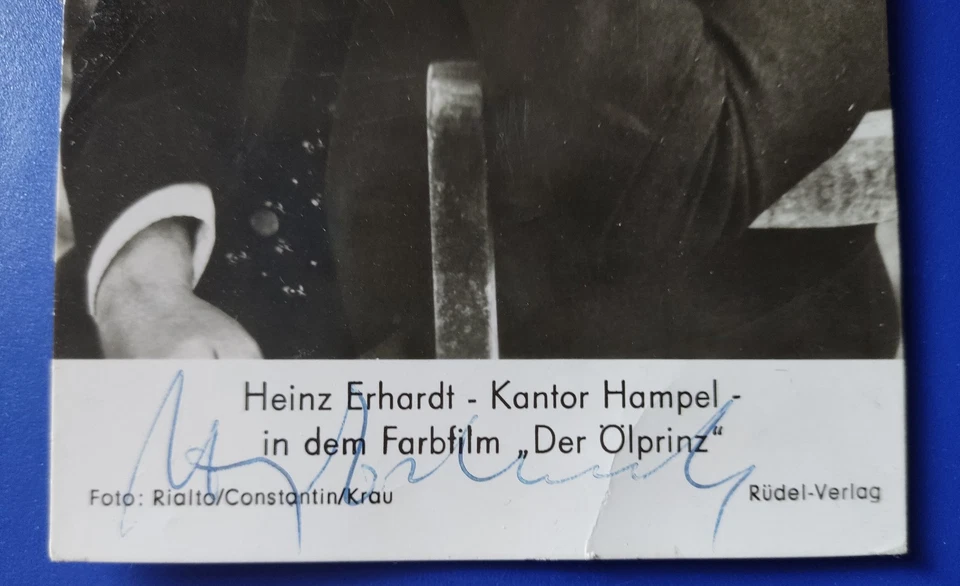 Heinz Erhardt - Kantor Hampel -
in dem Farbfilm „Der Ölprinz“
Foto: Rialto/Constantin/Krau
Rüdel-Verlag